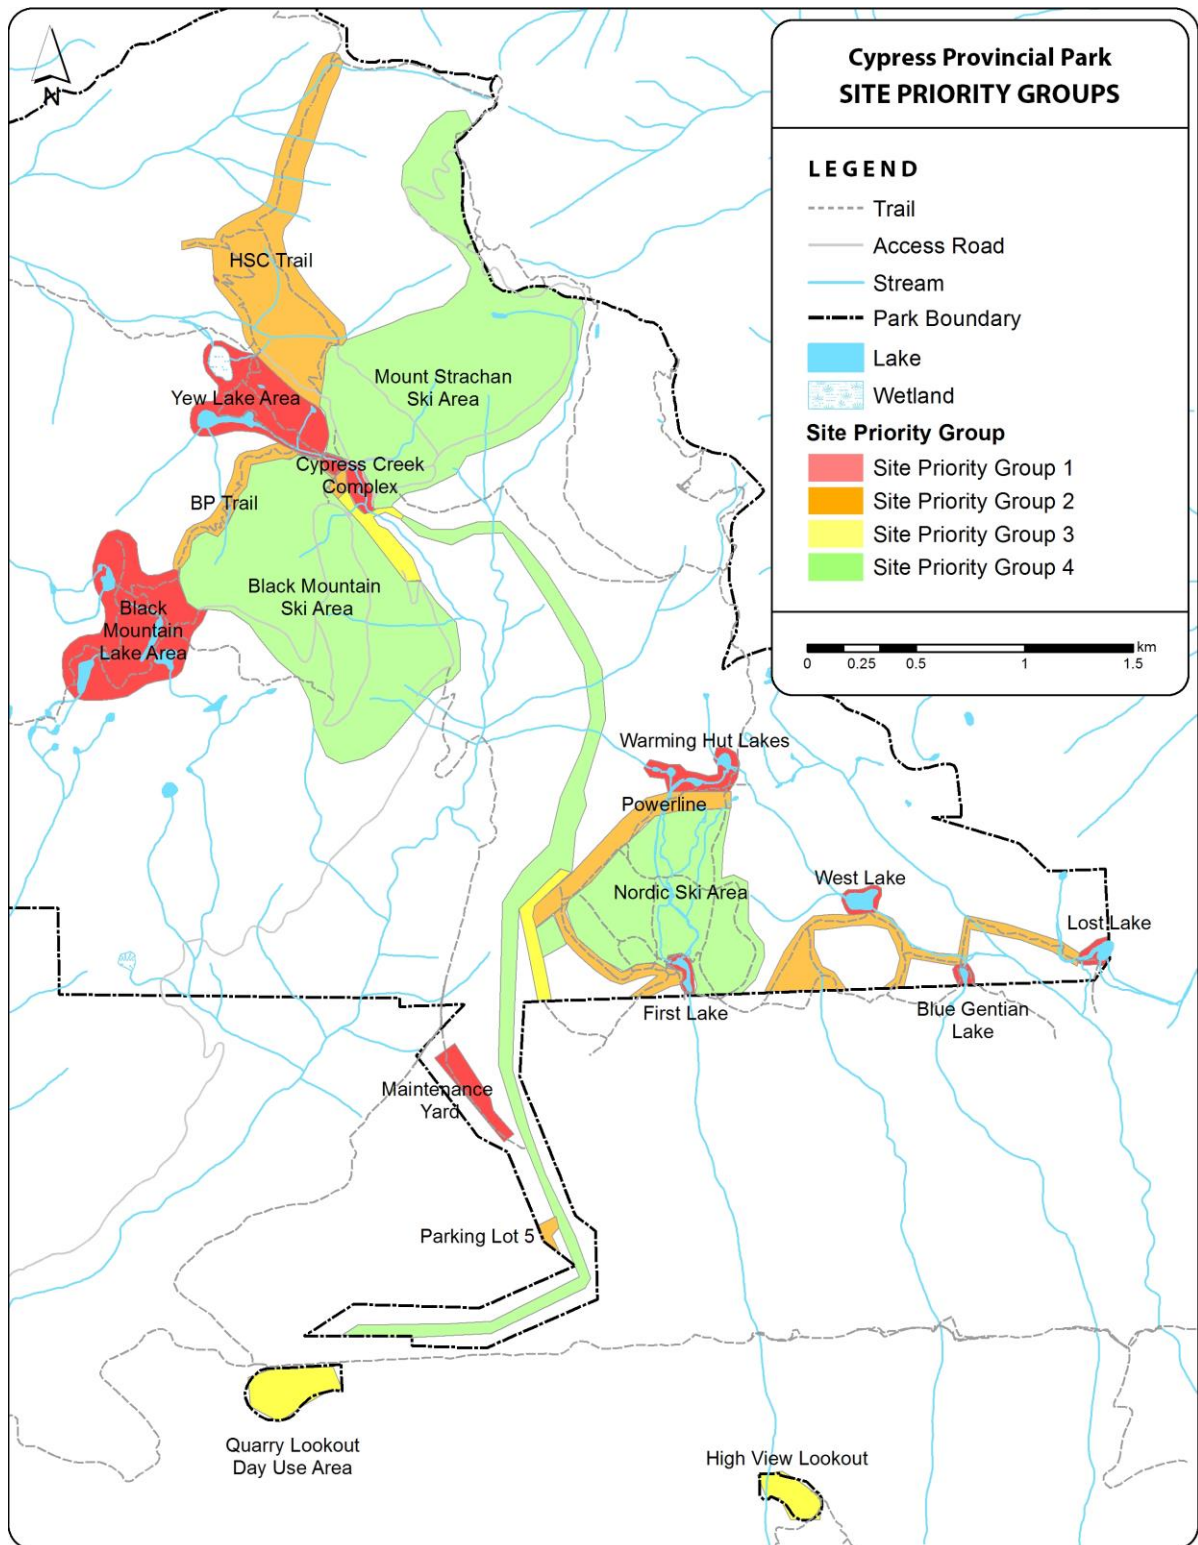 Cypress Provincial Park
SITE PRIORITY GROUPS
LEGEND
Trail
Access Road
Stream
Park Boundary
Lake
Wetland
Site Priority Group
Site Priority Group 1
Site Priority Group 2
Site Priority Group 3
Site Priority Group 4
0 0.25 0.5 1 1.5 km
N
HSC Trail
Mount Strachan
Ski Area
Yew Lake Area
Cypress Creek
Complex
BP Trail
Black Mountain
Ski Area
Black
Mountain
Lake Area
Warming Hut Lakes
Powerline
Nordic Ski Area
West Lake
Lost Lake
First Lake
Blue Gentian
Lake
Maintenance
Yard
Parking Lot 5
Quarry Lookout
Day Use Area
High View Lookout